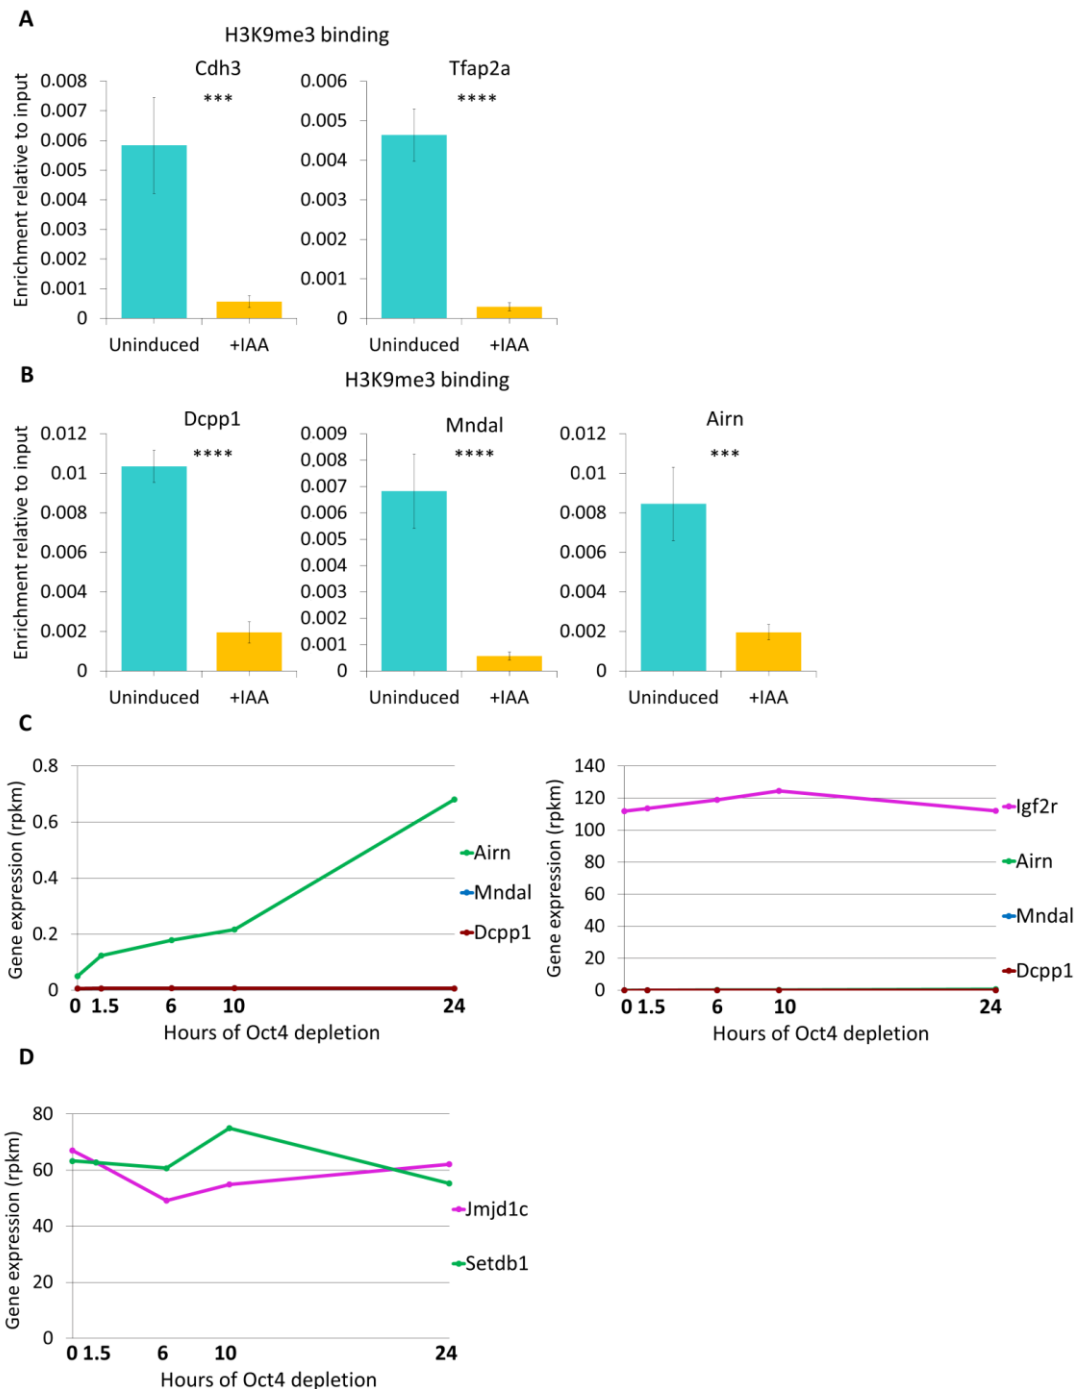 A
H3K9me3 binding
Cdh3
Tfap2a
Enrichment relative to input
0.008
0.007
0.006
0.005
0.004
0.003
0.002
0.001
0
***
Uninduced
+IAA
0.006
0.005
0.004
0.003
0.002
0.001
0
****
Uninduced
+IAA
B
H3K9me3 binding
Dcpp1
Mndal
Airn
Enrichment relative to input
0.012
0.01
0.008
0.006
0.004
0.002
0
****
Uninduced
+IAA
0.009
0.008
0.007
0.006
0.005
0.004
0.003
0.002
0.001
0
****
Uninduced
+IAA
0.012
0.01
0.008
0.006
0.004
0.002
0
***
Uninduced
+IAA
C
Gene expression (rpkm)
0.8
0.6
0.4
0.2
0
0 1.5 6 10 24
Hours of Oct4 depletion
Airn
Mndal
Dcpp1
Gene expression (rpkm)
140
120
100
80
60
40
20
0
0 1.5 6 10 24
Hours of Oct4 depletion
Igf2r
Airn
Mndal
Dcpp1
D
Gene expression (rpkm)
80
60
40
20
0
0 1.5 6 10 24
Hours of Oct4 depletion
Jmjd1c
Setdb1